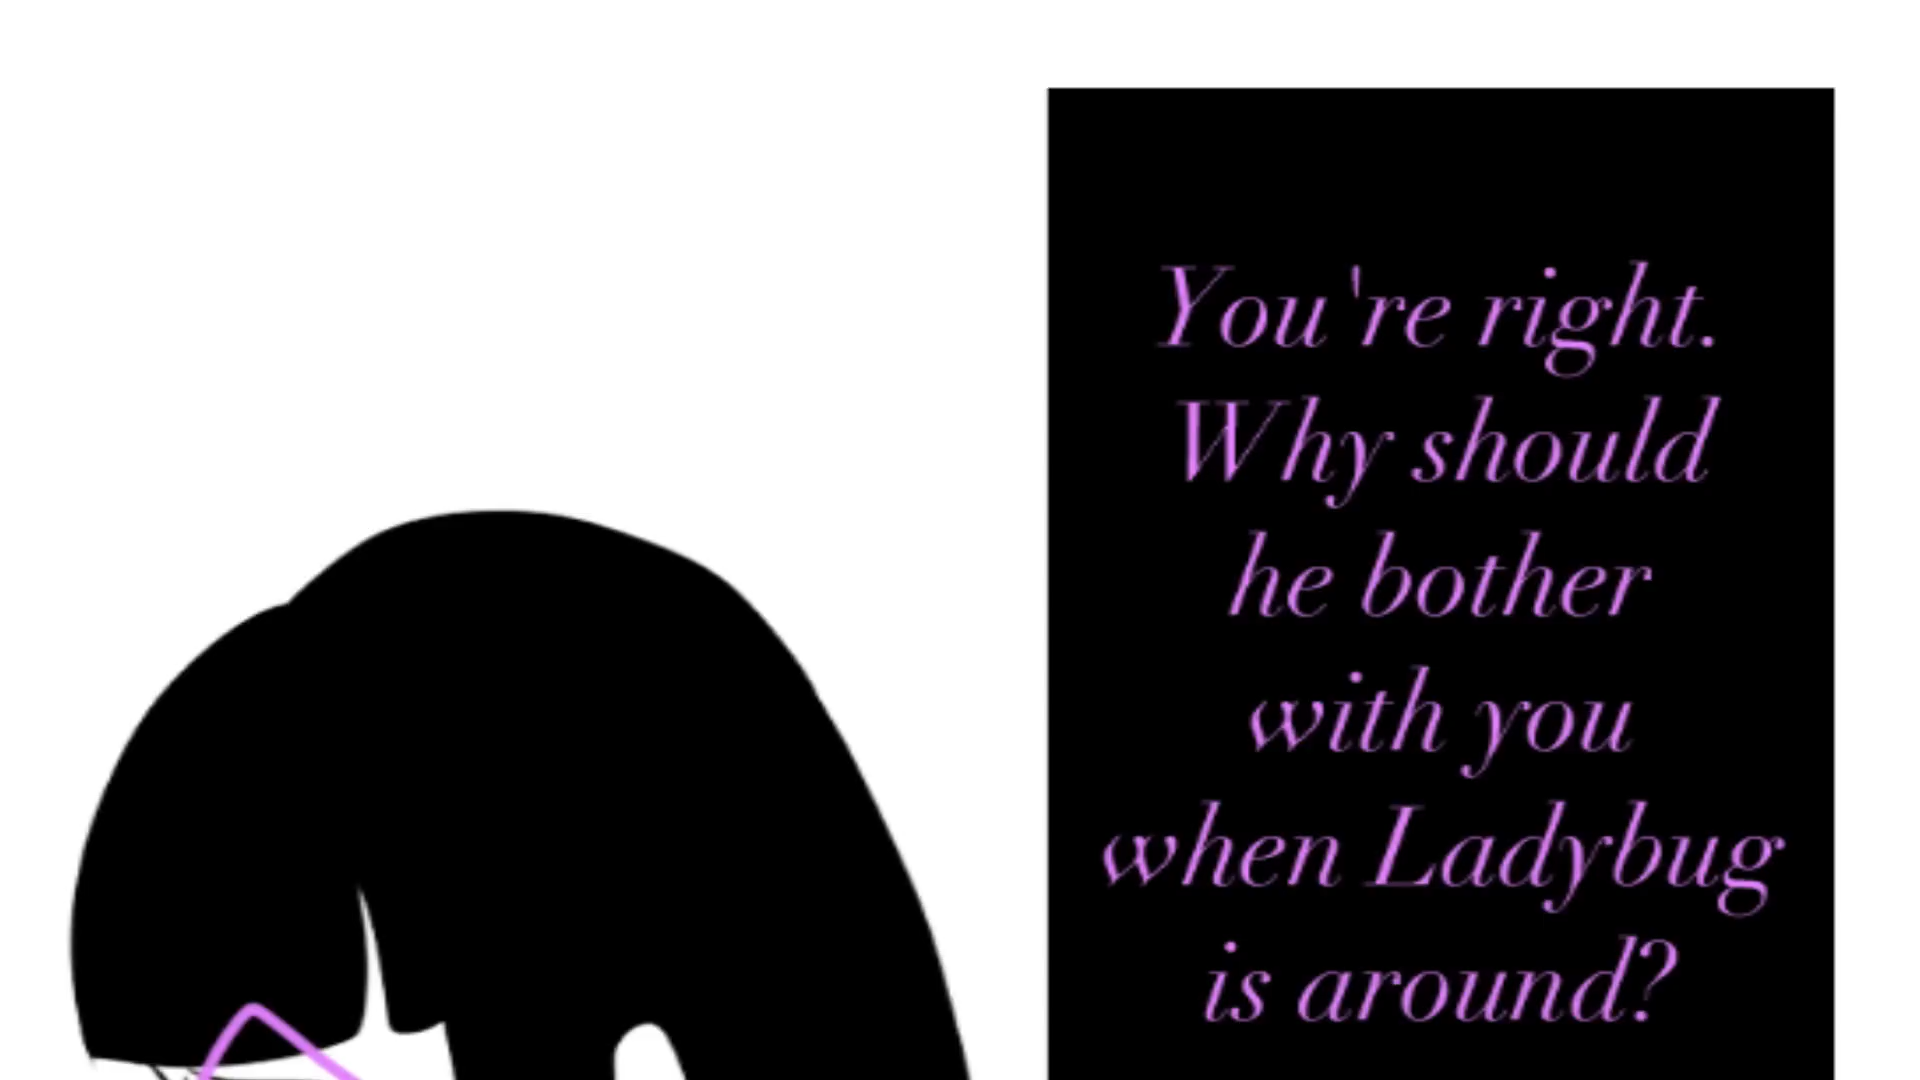 You're right.
Why should
he bother
with you
when Ladybug
is around?